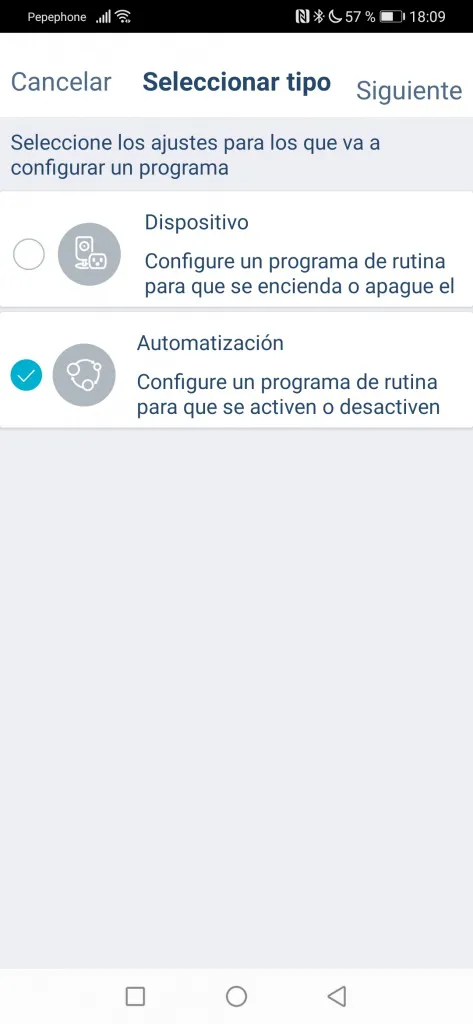 Pepephone 57 % 18:09
Cancelar Seleccionar tipo Siguiente
Seleccione los ajustes para los que va a
configurar un programa
Dispositivo
Configure un programa de rutina
para que se encienda o apague el
Automatización
Configure un programa de rutina
para que se activen o desactiven